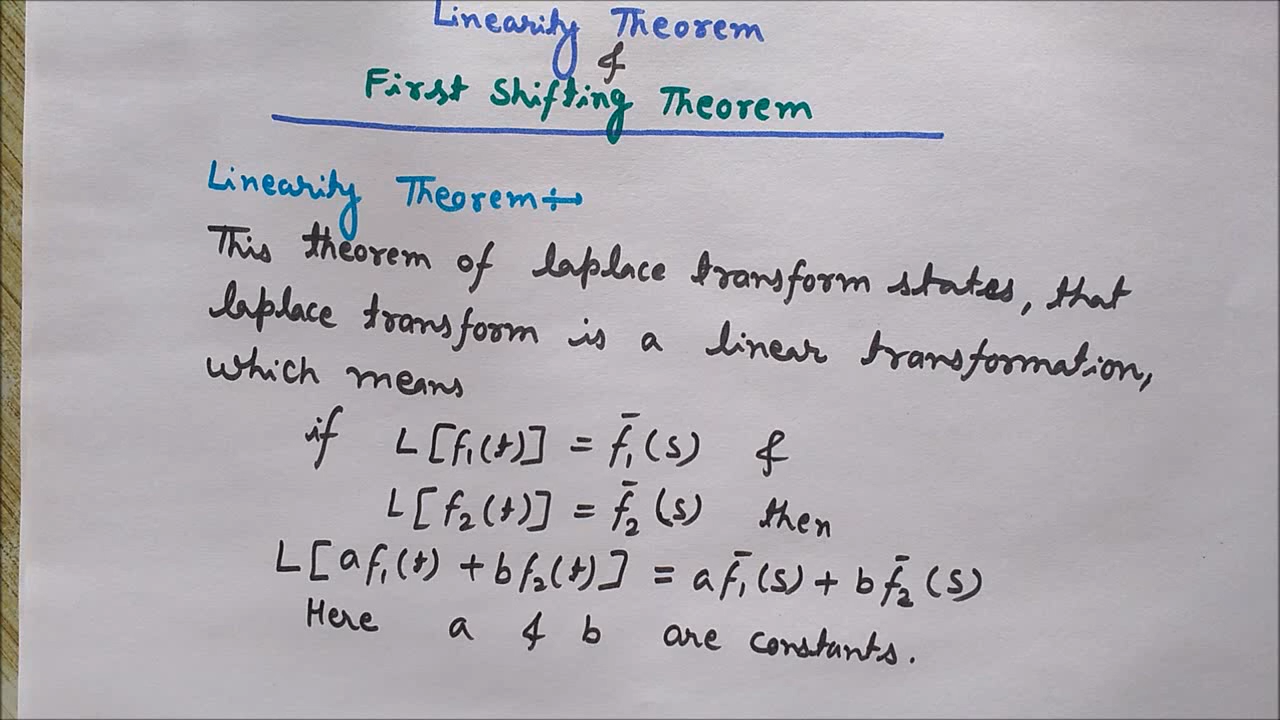 Linearity Theorem
&
First Shifting Theorem
Linearity Theorem÷→
This theorem of laplace transform states, that
laplace transform is a linear transformation,
which means
if L[f₁(t)] = f̄₁(s) &
L[f₂(t)] = f̄₂(s) then
L[af₁(t) + bf₂(t)] = af̄₁(s) + bf̄₂(s)
Here a & b are constants.